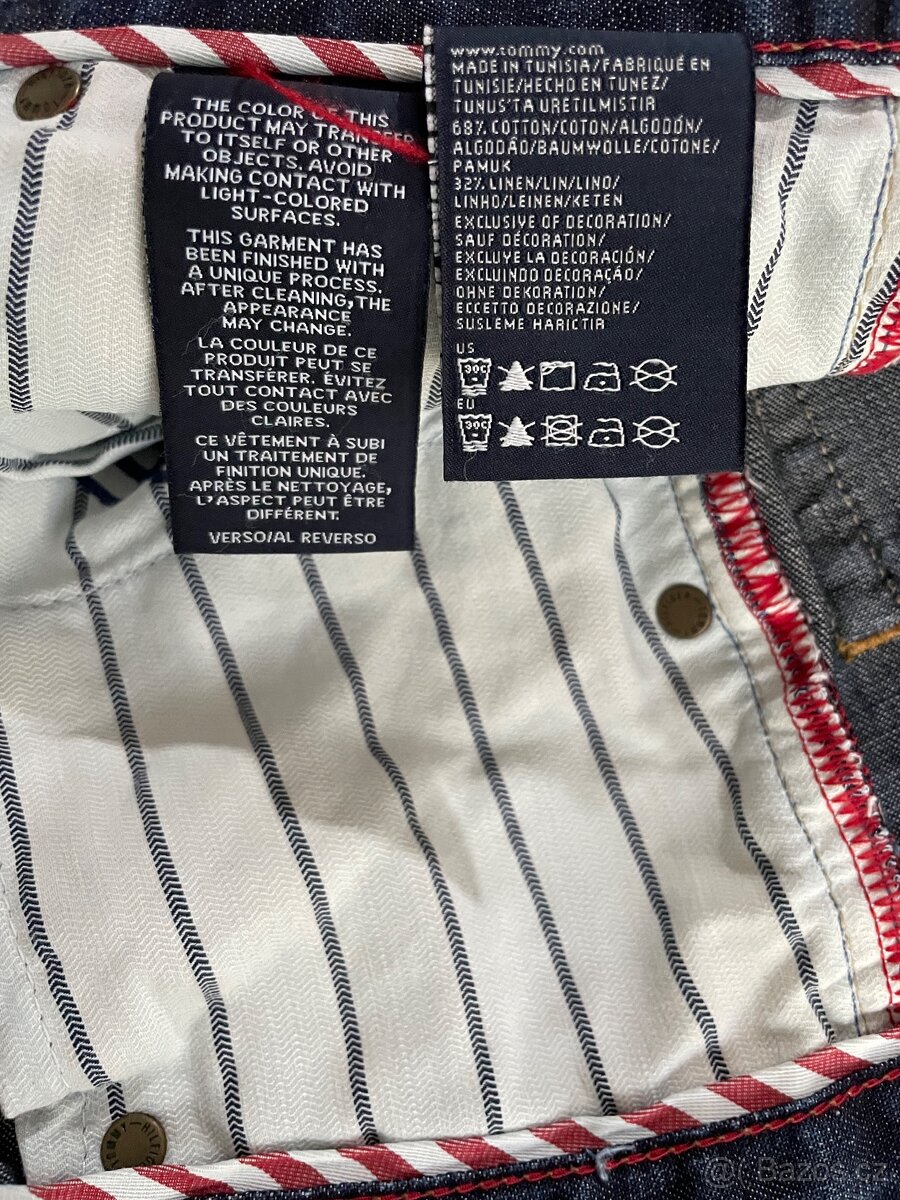 THE COLOR OF THIS
PRODUCT MAY TRANSFER
TO ITSELF OR OTHER
OBJECTS. AVOID
MAKING CONTACT WITH
LIGHT-COLORED
SURFACES.
THIS GARMENT HAS
BEEN FINISHED WITH
A UNIQUE PROCESS.
AFTER CLEANING, THE
APPEARANCE
MAY CHANGE.
LA COULEUR DE CE
PRODUIT PEUT SE
TRANSFÉRER. ÉVITEZ
TOUT CONTACT AVEC
DES COULEURS
CLAIRES.
CE VÊTEMENT À SUBI
UN TRAITEMENT DE
FINITION UNIQUE.
APRÈS LE NETTOYAGE,
L'ASPECT PEUT ÊTRE
DIFFÉRENT.
VERSO/AL REVERSO
www.tommy.com
MADE IN TUNISIA/FABRIQUÉ EN
TUNISIE/HECHO EN TUNEZ/
TUNUS'TA URETILMISTIR
68% COTTON/COTON/ALGODÓN/
ALGODÃO/BAUMWOLLE/COTONE/
PAMUK
32% LINEN/LIN/LINO/
LINHO/LEINEN/KETEN
EXCLUSIVE OF DECORATION/
SAUF DÉCORATION/
EXCLUYE LA DECORACIÓN/
EXCLUINDO DECORAÇÃO/
OHNE DEKORATION/
ECCETTO DECORAZIONE/
SUSLEME HARICTIR
US
30C
EU
30C
TOMMY HILFIGER